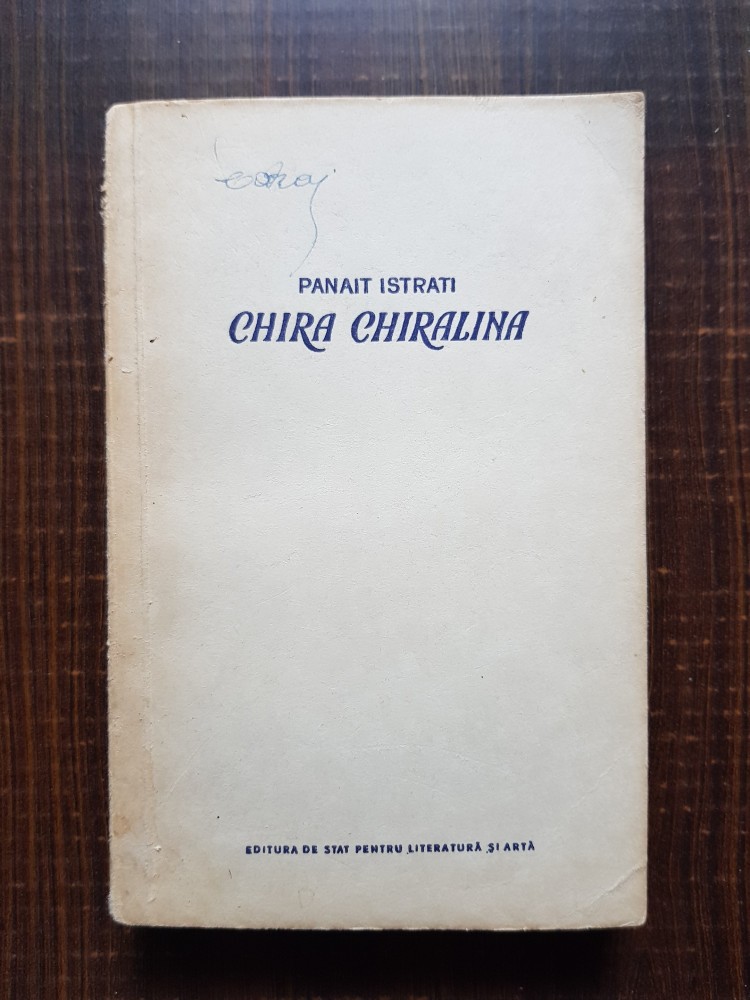 PANAIT ISTRATI
CHIRA CHIRALINA
EDITURA DE STAT PENTRU LITERATURĂ ȘI ARTĂ